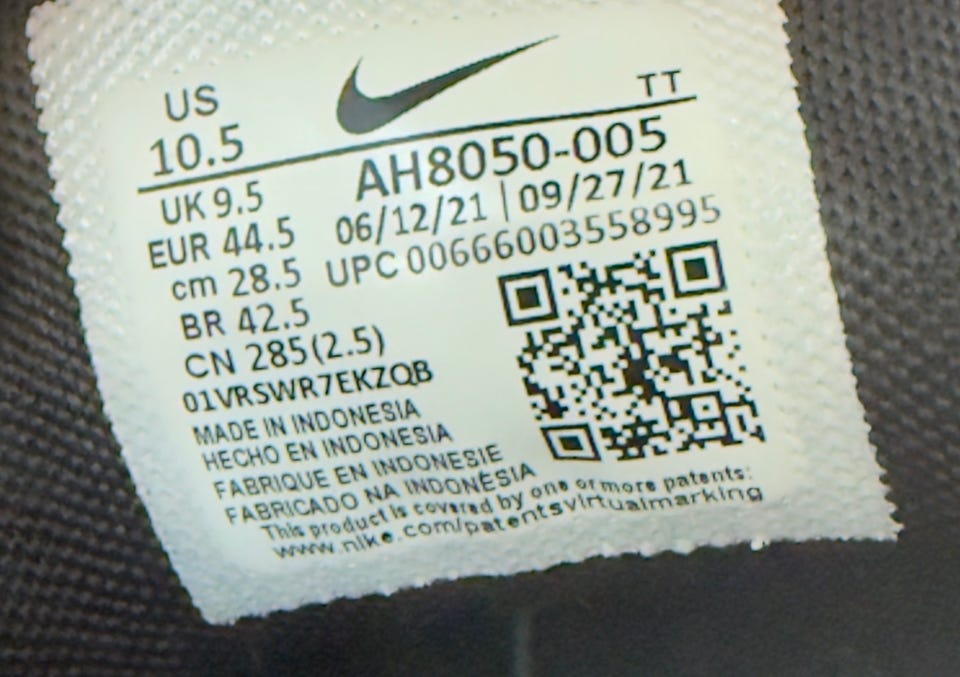 US
10.5
TT
AH8050-005
UK 9.5
06/12/21 | 09/27/21
EUR 44.5
UPC 00666003558995
cm 28.5
BR 42.5
CN 285(2.5)
01VRSWR7EKZQB
MADE IN INDONESIA
HECHO EN INDONESIA
FABRIQUE EN INDONESIE
FABRICADO NA INDONÉSIA
This product is covered by one or more patents:
www.nike.com/patentsvirtualmarking